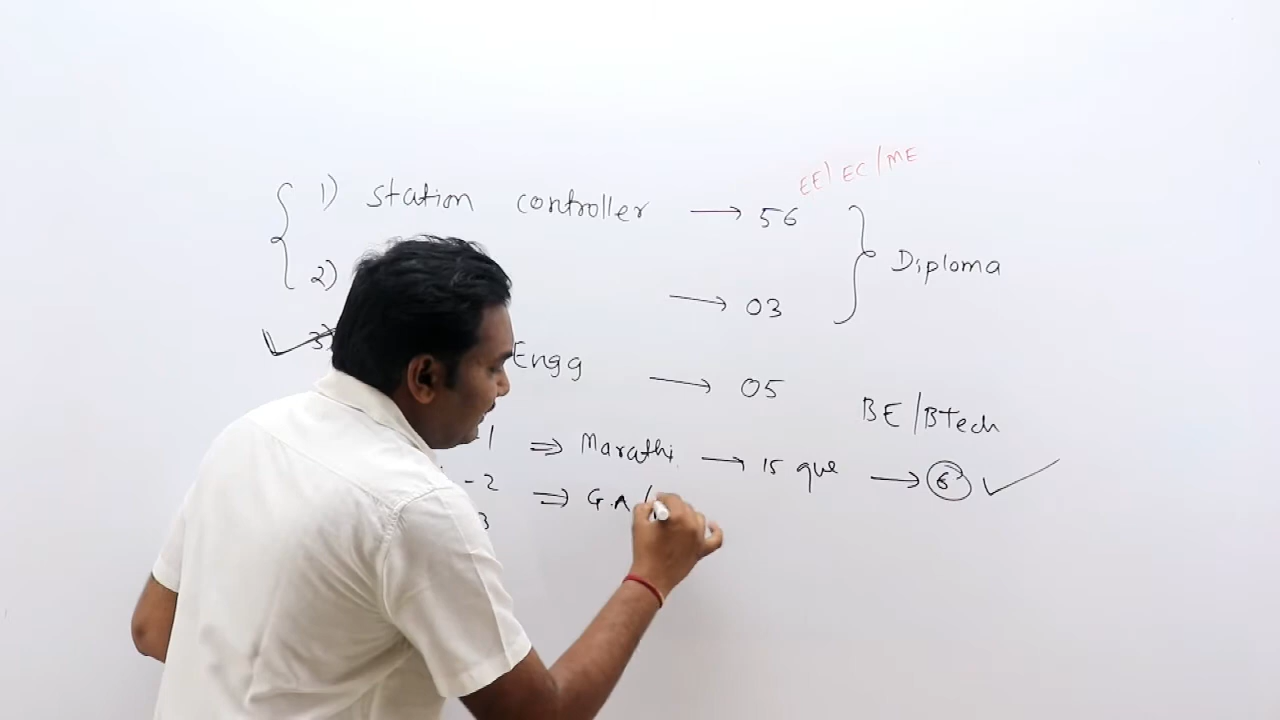 EE/ EC/ME
1) Station controller → 56
2) → 03
Diploma
3) Engg → 05
BE/BTech
1 ⇒ Marathi → 15 que →
-2 ⇒ G.A/
3